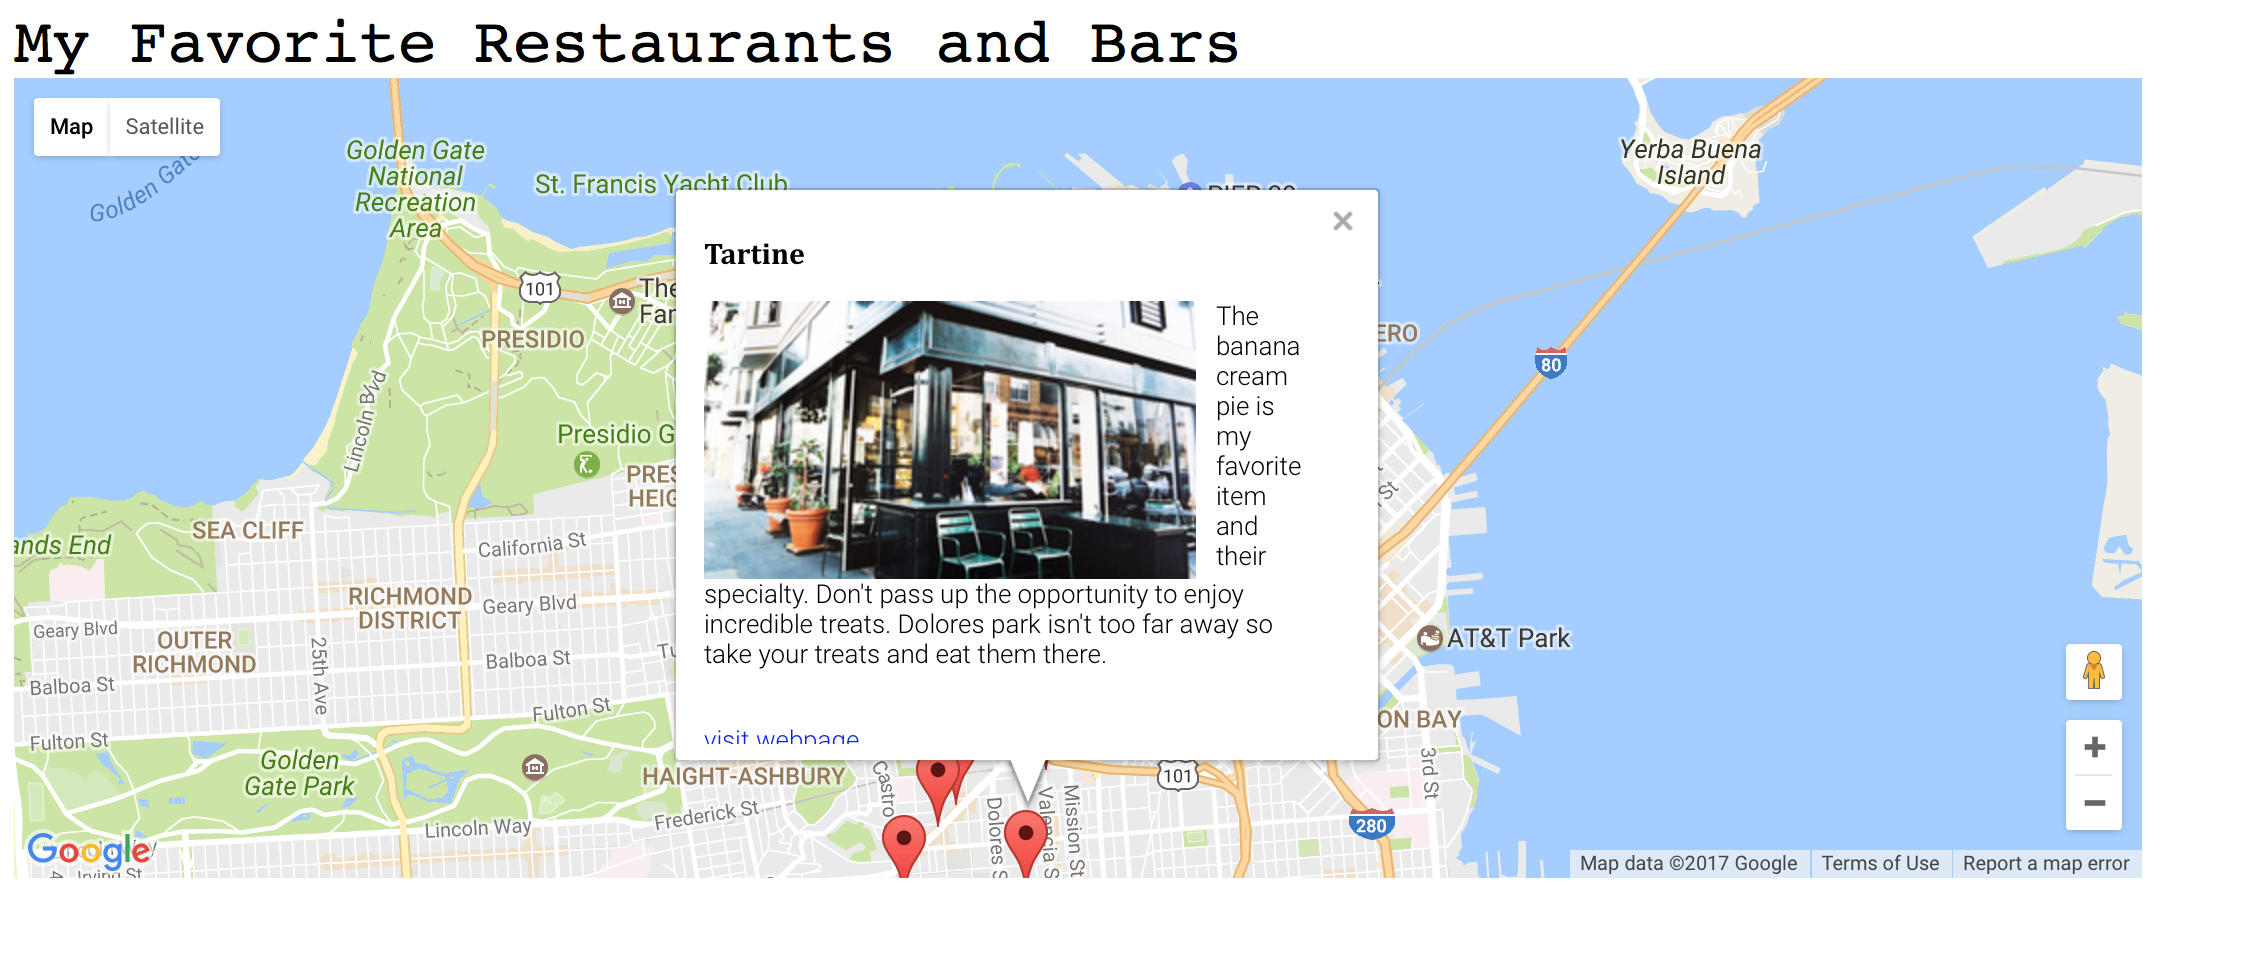 My Favorite Restaurants and Bars
Map Satellite
Golden Gate
Golden Gate
National
Recreation
Area
St. Francis Yacht Club
Yerba Buena
Island
Tartine
101
The
PRESIDIO
80
Presidio G
PRES
HEIG
Lincoln Blvd
The
banana
cream
pie is
my
favorite
item
and
their
specialty. Don't pass up the opportunity to enjoy
incredible treats. Dolores park isn't too far away so
take your treats and eat them there.
visit webpage
ERO
St
SEA CLIFF
ands End
California St
RICHMOND
DISTRICT
Geary Blvd
Geary Blvd
OUTER
RICHMOND
25th Ave
Balboa St
Balboa St
AT&T Park
Fulton St
Fulton St
ON BAY
Golden
Gate Park
HAIGHT-ASHBURY
Castro
101
3rd St
Dolores S
Valencia S
Mission St
Frederick St
Lincoln Way
280
Google
Irving St
Map data ©2017 Google Terms of Use Report a map error